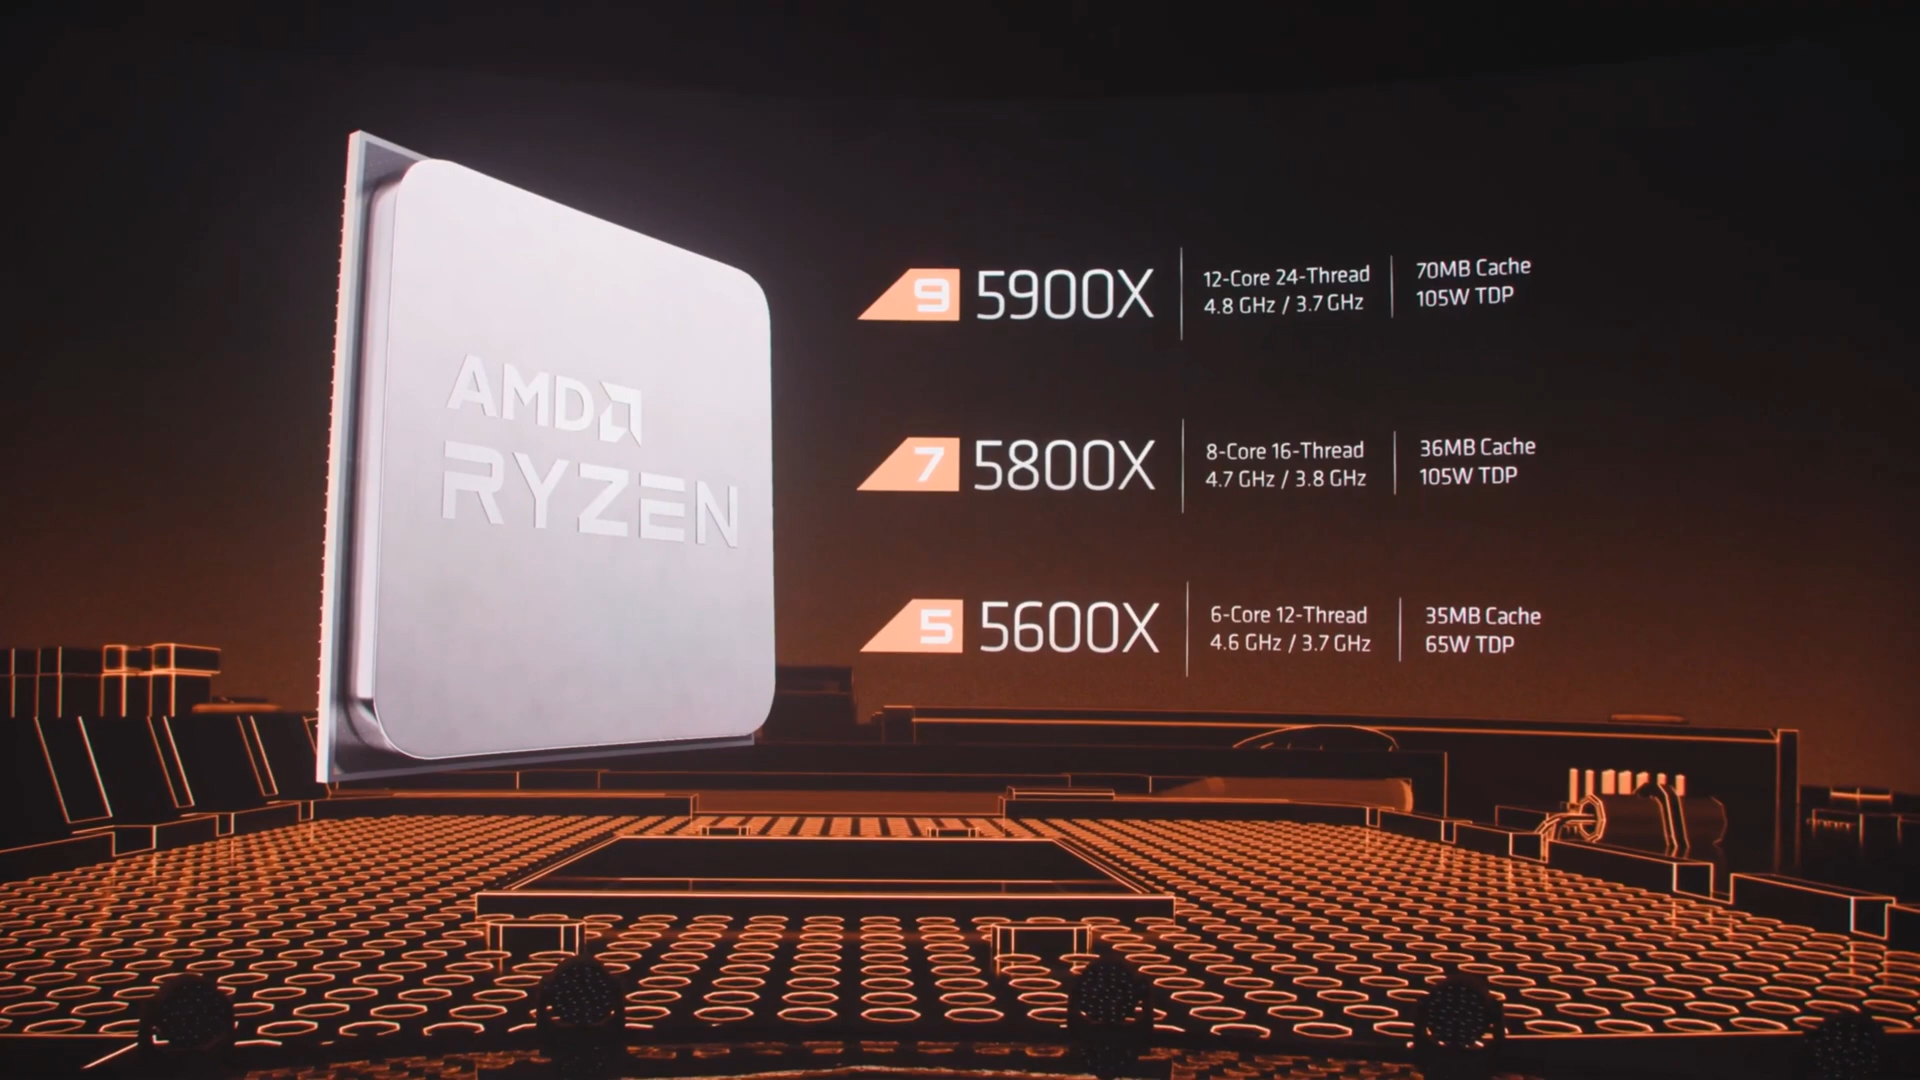 AMD
RYZEN
9 5900X
12-Core 24-Thread
4.8 GHz / 3.7 GHz
70MB Cache
105W TDP
7 5800X
8-Core 16-Thread
4.7 GHz / 3.8 GHz
36MB Cache
105W TDP
5 5600X
6-Core 12-Thread
4.6 GHz / 3.7 GHz
35MB Cache
65W TDP